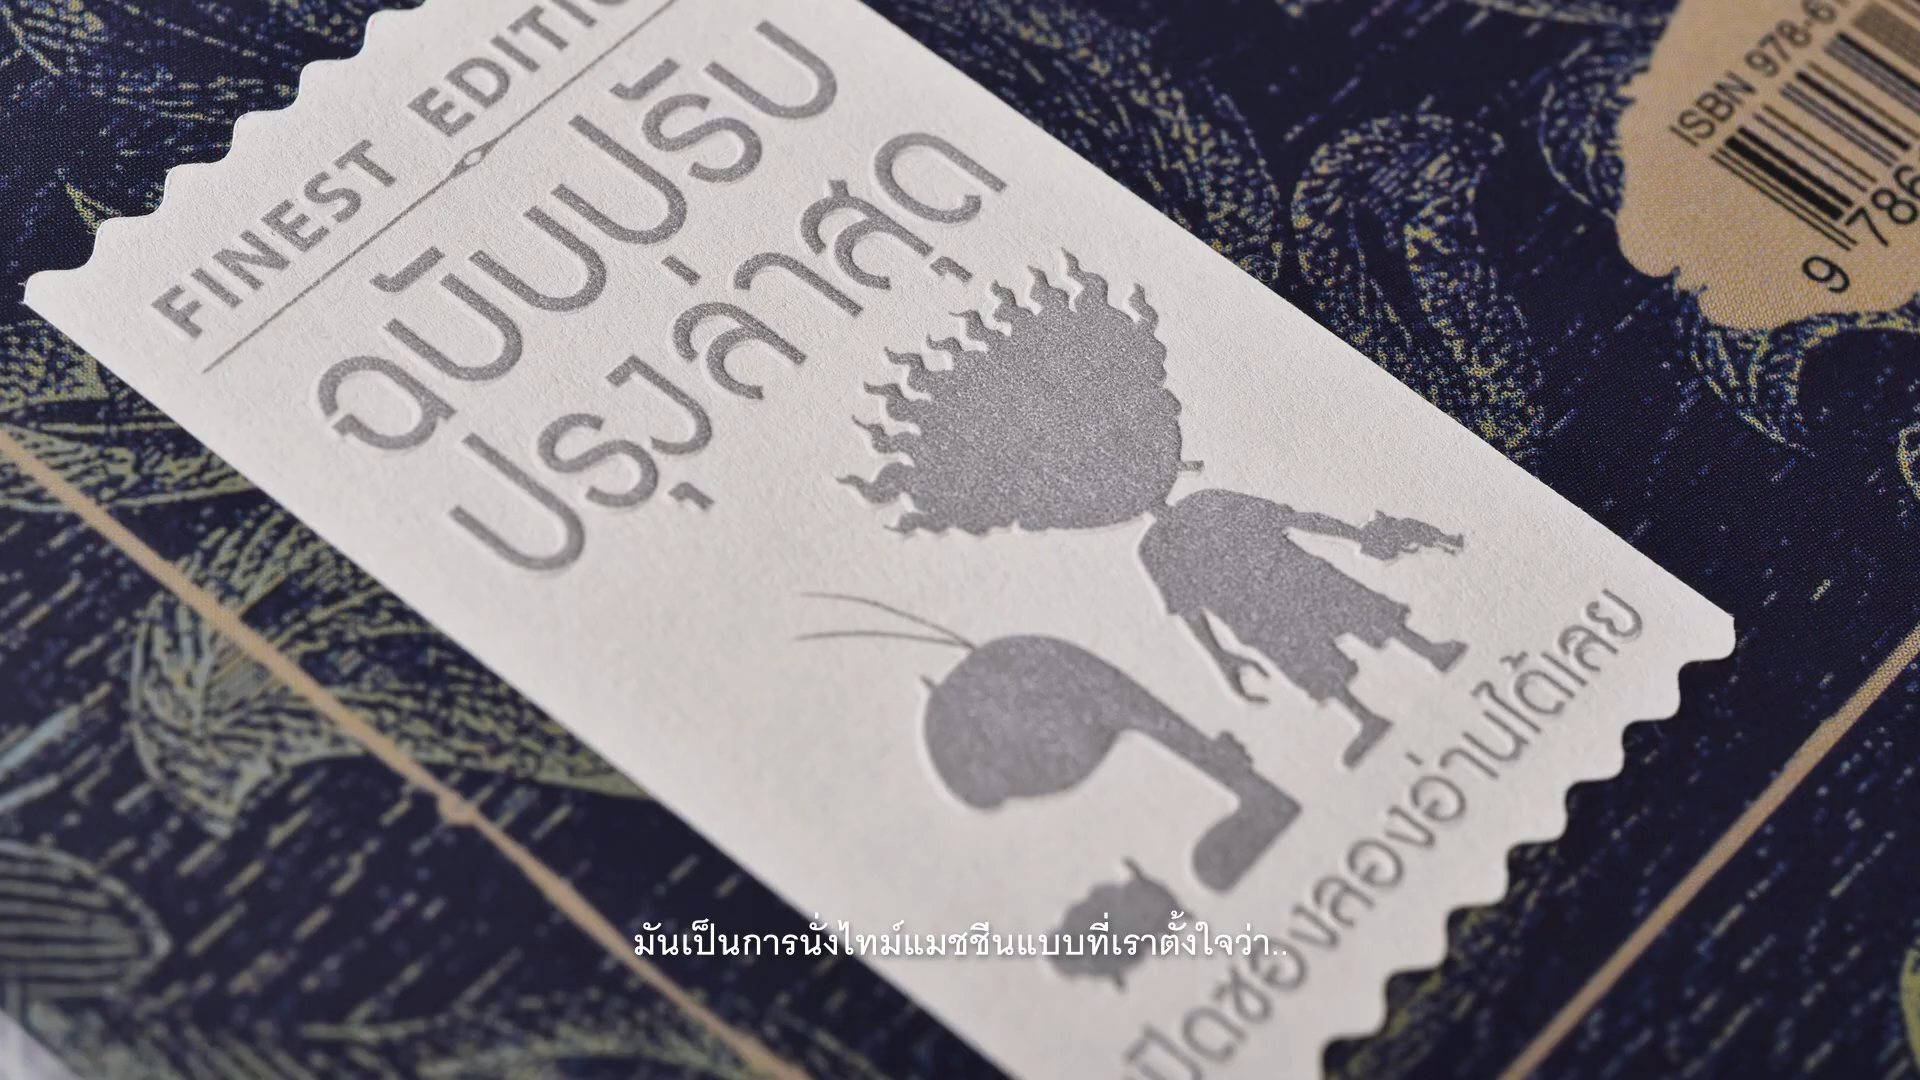 FINEST EDITIO
ฉบับปรับ
ปรุงล่าสุด
เปิดซองลองอ่านได้เลย
ISBN 978-6
9 786
มันเป็นการนั่งไทม์แมชชีนแบบที่เราตั้งใจว่า..